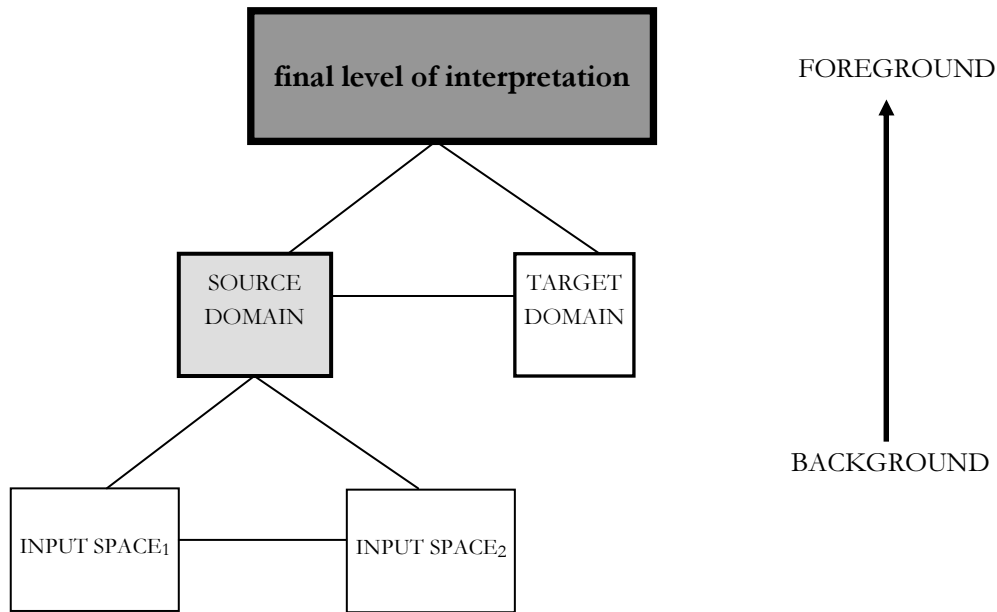 final level of interpretation
FOREGROUND
SOURCE
DOMAIN
TARGET
DOMAIN
BACKGROUND
INPUT SPACE₁
INPUT SPACE₂